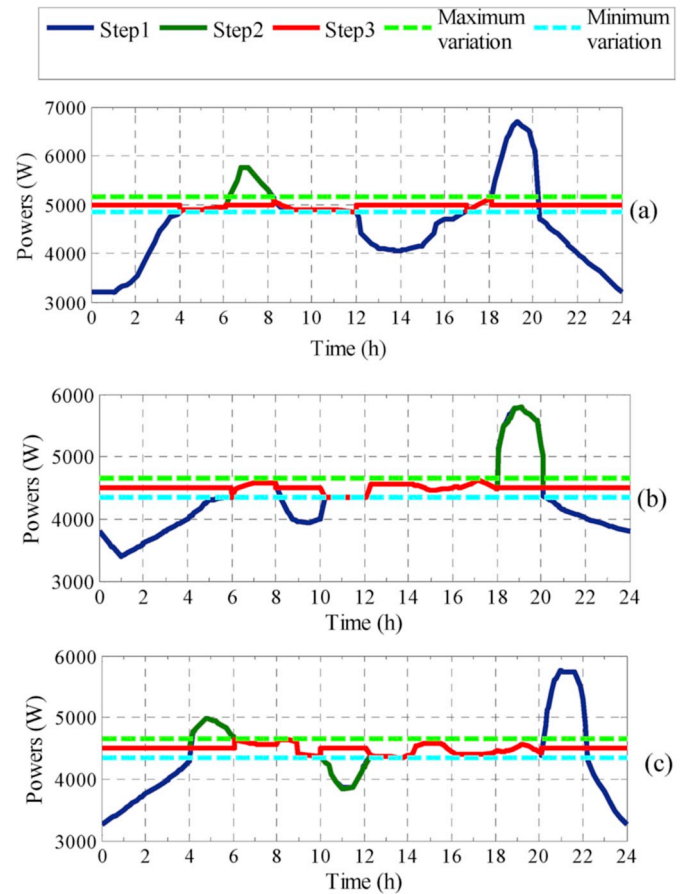 Step1 Step2 Step3 Maximum variation Minimum variation
7000
6000
5000
4000
3000
Powers (W)
(a)
0 2 4 6 8 10 12 14 16 18 20 22 24
Time (h)
6000
5000
4000
3000
Powers (W)
(b)
0 2 4 6 8 10 12 14 16 18 20 22 24
Time (h)
6000
5000
4000
3000
Powers (W)
(c)
0 2 4 6 8 10 12 14 16 18 20 22 24
Time (h)